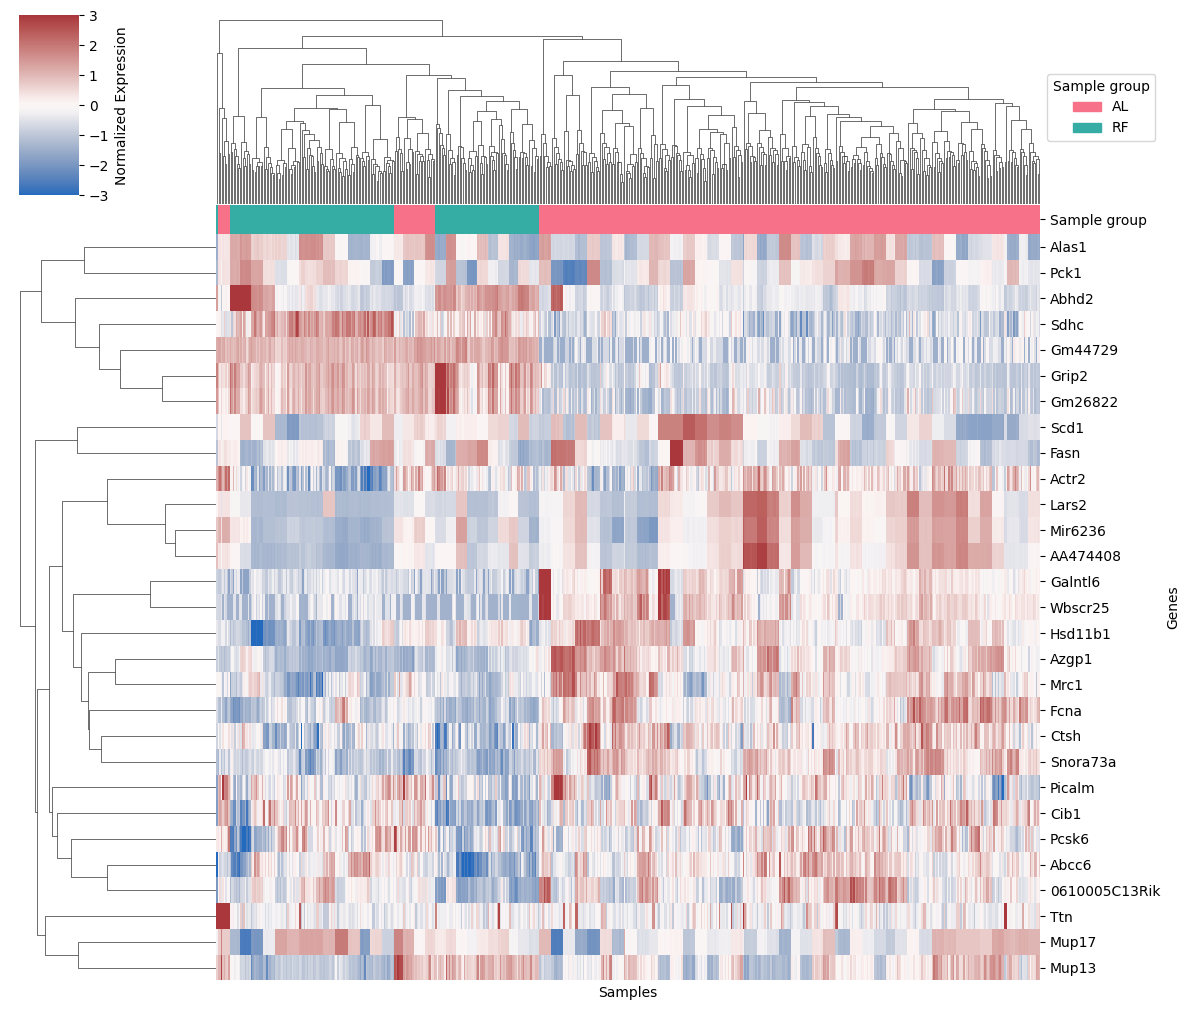 3
2
1
0
−1
−2
−3
Normalized Expression
Sample group
AL
RF
Sample group
Alas1
Pck1
Abhd2
Sdhc
Gm44729
Grip2
Gm26822
Scd1
Fasn
Actr2
Lars2
Mir6236
AA474408
Galntl6
Wbscr25
Hsd11b1
Azgp1
Mrc1
Fcna
Ctsh
Snora73a
Picalm
Cib1
Pcsk6
Abcc6
0610005C13Rik
Ttn
Mup17
Mup13
Genes
Samples